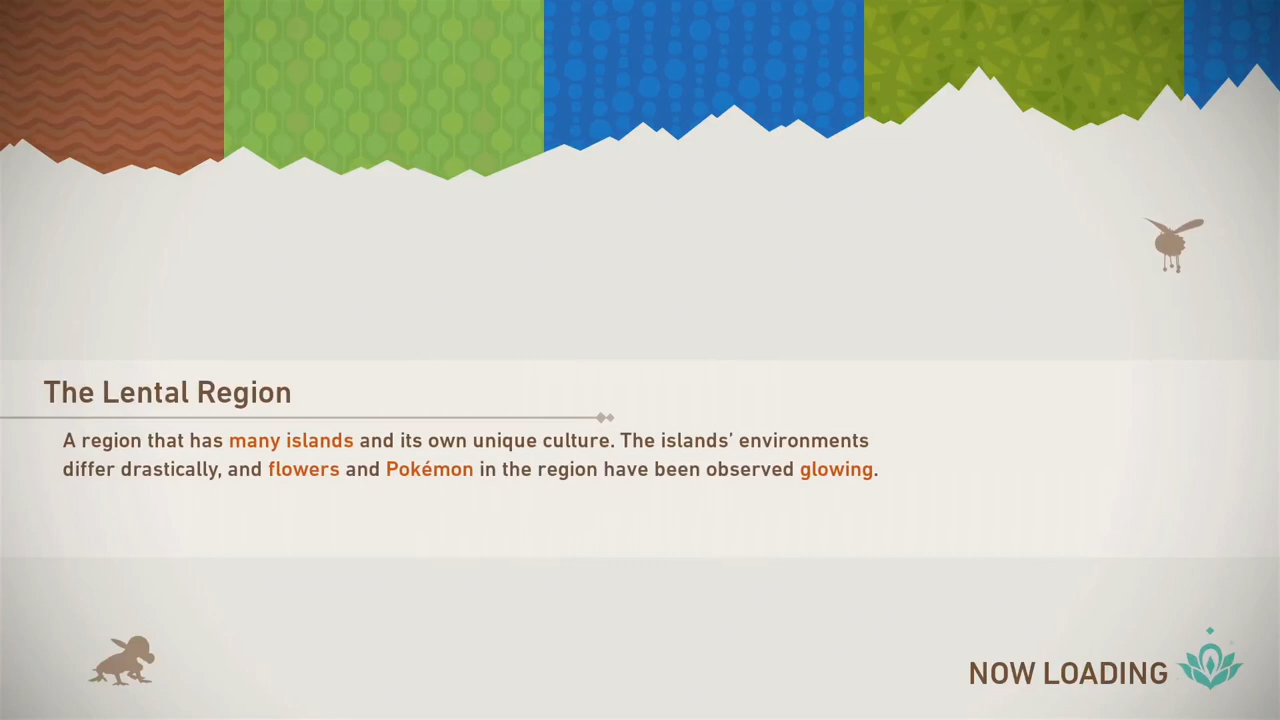 The Lental Region
A region that has many islands and its own unique culture. The islands’ environments
differ drastically, and flowers and Pokémon in the region have been observed glowing.
NOW LOADING